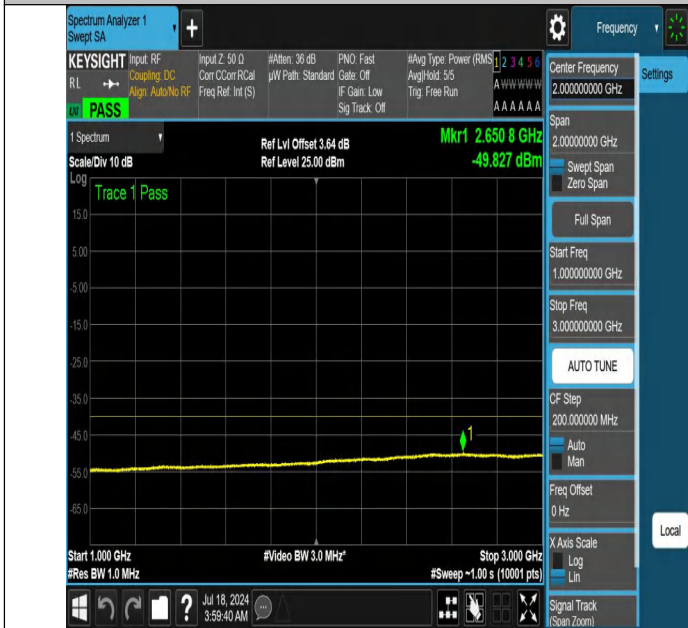 Spectrum Analyzer 1
Swept SA
+
Frequency
KEYSIGHT
RL
LXI PASS
Input: RF
Coupling: DC
Align: Auto/No RF
Input Z: 50 Ω
Corr CCorr RCal
Freq Ref: Int (S)
#Atten: 36 dB
µW Path: Standard
PNO: Fast
Gate: Off
IF Gain: Low
Sig Track: Off
#Avg Type: Power (RMS
Avg|Hold: 5/5
Trig: Free Run
1 2 3 4 5 6
A W W W W W
A A A A A A
1 Spectrum
Scale/Div 10 dB
Ref Lvl Offset 3.64 dB
Ref Level 25.00 dBm
Mkr1 2.650 8 GHz
-49.827 dBm
Log
Trace 1 Pass
15.0
5.00
-5.00
-15.0
-25.0
-35.0
-45.0
-55.0
-65.0
1
Start 1.000 GHz
#Res BW 1.0 MHz
#Video BW 3.0 MHz*
Stop 3.000 GHz
#Sweep ~1.00 s (10001 pts)
Center Frequency
2.000000000 GHz
Settings
Span
2.00000000 GHz
Swept Span
Zero Span
Full Span
Start Freq
1.000000000 GHz
Stop Freq
3.000000000 GHz
AUTO TUNE
CF Step
200.000000 MHz
Auto
Man
Freq Offset
0 Hz
X Axis Scale
Log
Lin
Local
Signal Track
(Span Zoom)
?
Jul 18, 2024
3:59:40 AM